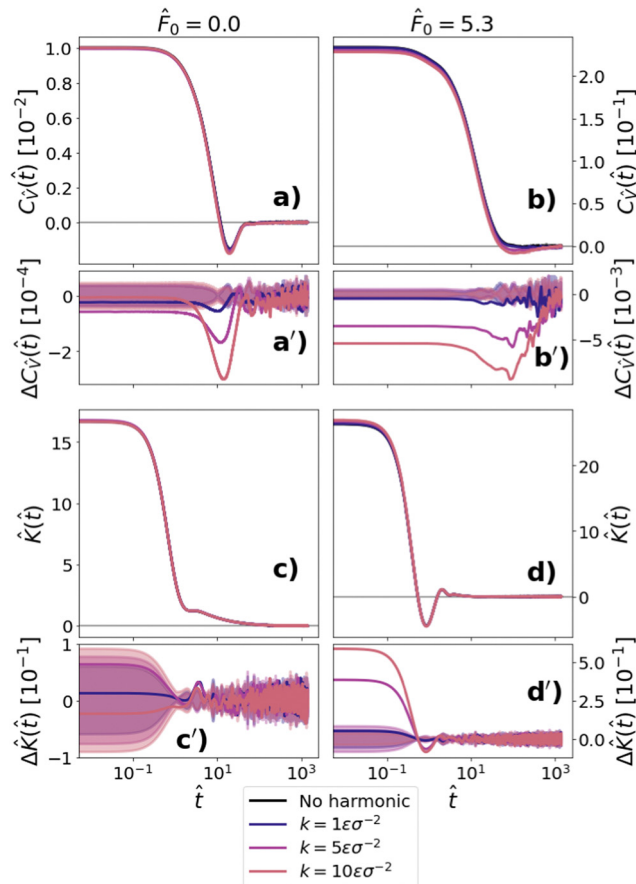 F̂₀ = 0.0
F̂₀ = 5.3
1.0
0.8
0.6
0.4
0.2
0.0
C_V̂(t̂) [10⁻²]
a)
2.0
1.5
1.0
0.5
0.0
C_V̂(t̂) [10⁻¹]
b)
0
−2
ΔC_V̂(t̂) [10⁻⁴]
a′)
0
−5
ΔC_V̂(t̂) [10⁻³]
b′)
15
10
5
0
K̂(t̂)
c)
20
10
0
K̂(t̂)
d)
1
0
−1
ΔK̂(t̂) [10⁻¹]
c′)
5.0
2.5
0.0
ΔK̂(t̂) [10⁻¹]
d′)
10⁻¹ 10¹ 10³
10⁻¹ 10¹ 10³
t̂
t̂
No harmonic
k = 1εσ⁻²
k = 5εσ⁻²
k = 10εσ⁻²